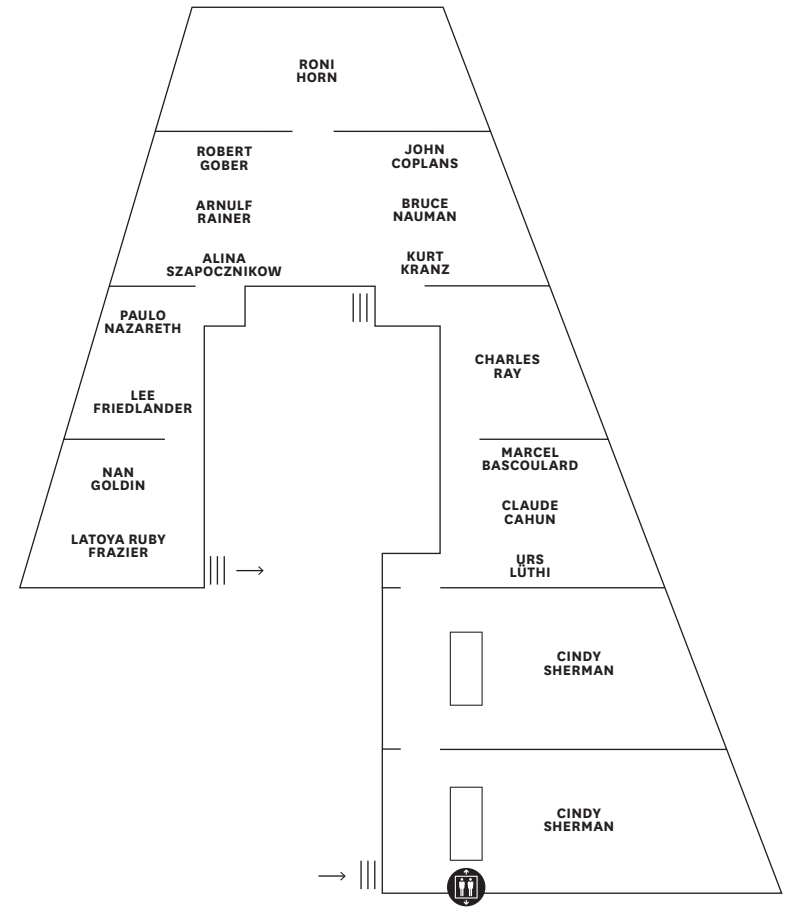 RONI
HORN
ROBERT
GOBER
JOHN
COPLANS
ARNULF
RAINER
BRUCE
NAUMAN
ALINA
SZAPOCZNIKOW
KURT
KRANZ
PAULO
NAZARETH
CHARLES
RAY
LEE
FRIEDLANDER
MARCEL
BASCOULARD
NAN
GOLDIN
CLAUDE
CAHUN
LATOYA RUBY
FRAZIER
URS
LÜTHI
CINDY
SHERMAN
CINDY
SHERMAN